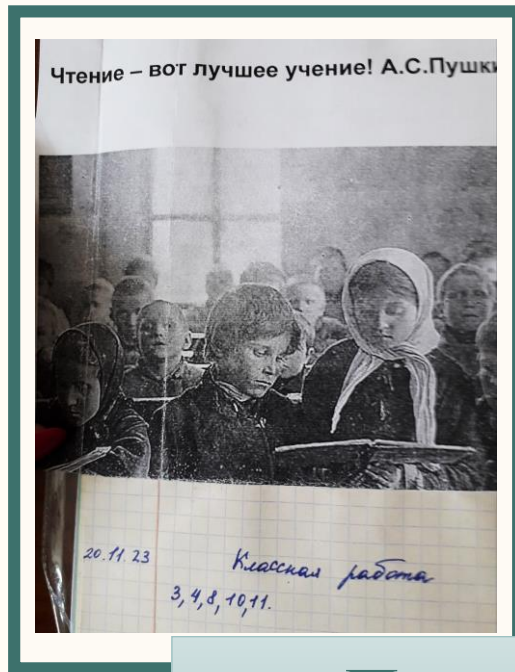 Чтение – вот лучшее учение! А.С.Пушки
20.11.23
Классная работа
3, 4, 8, 10, 11.